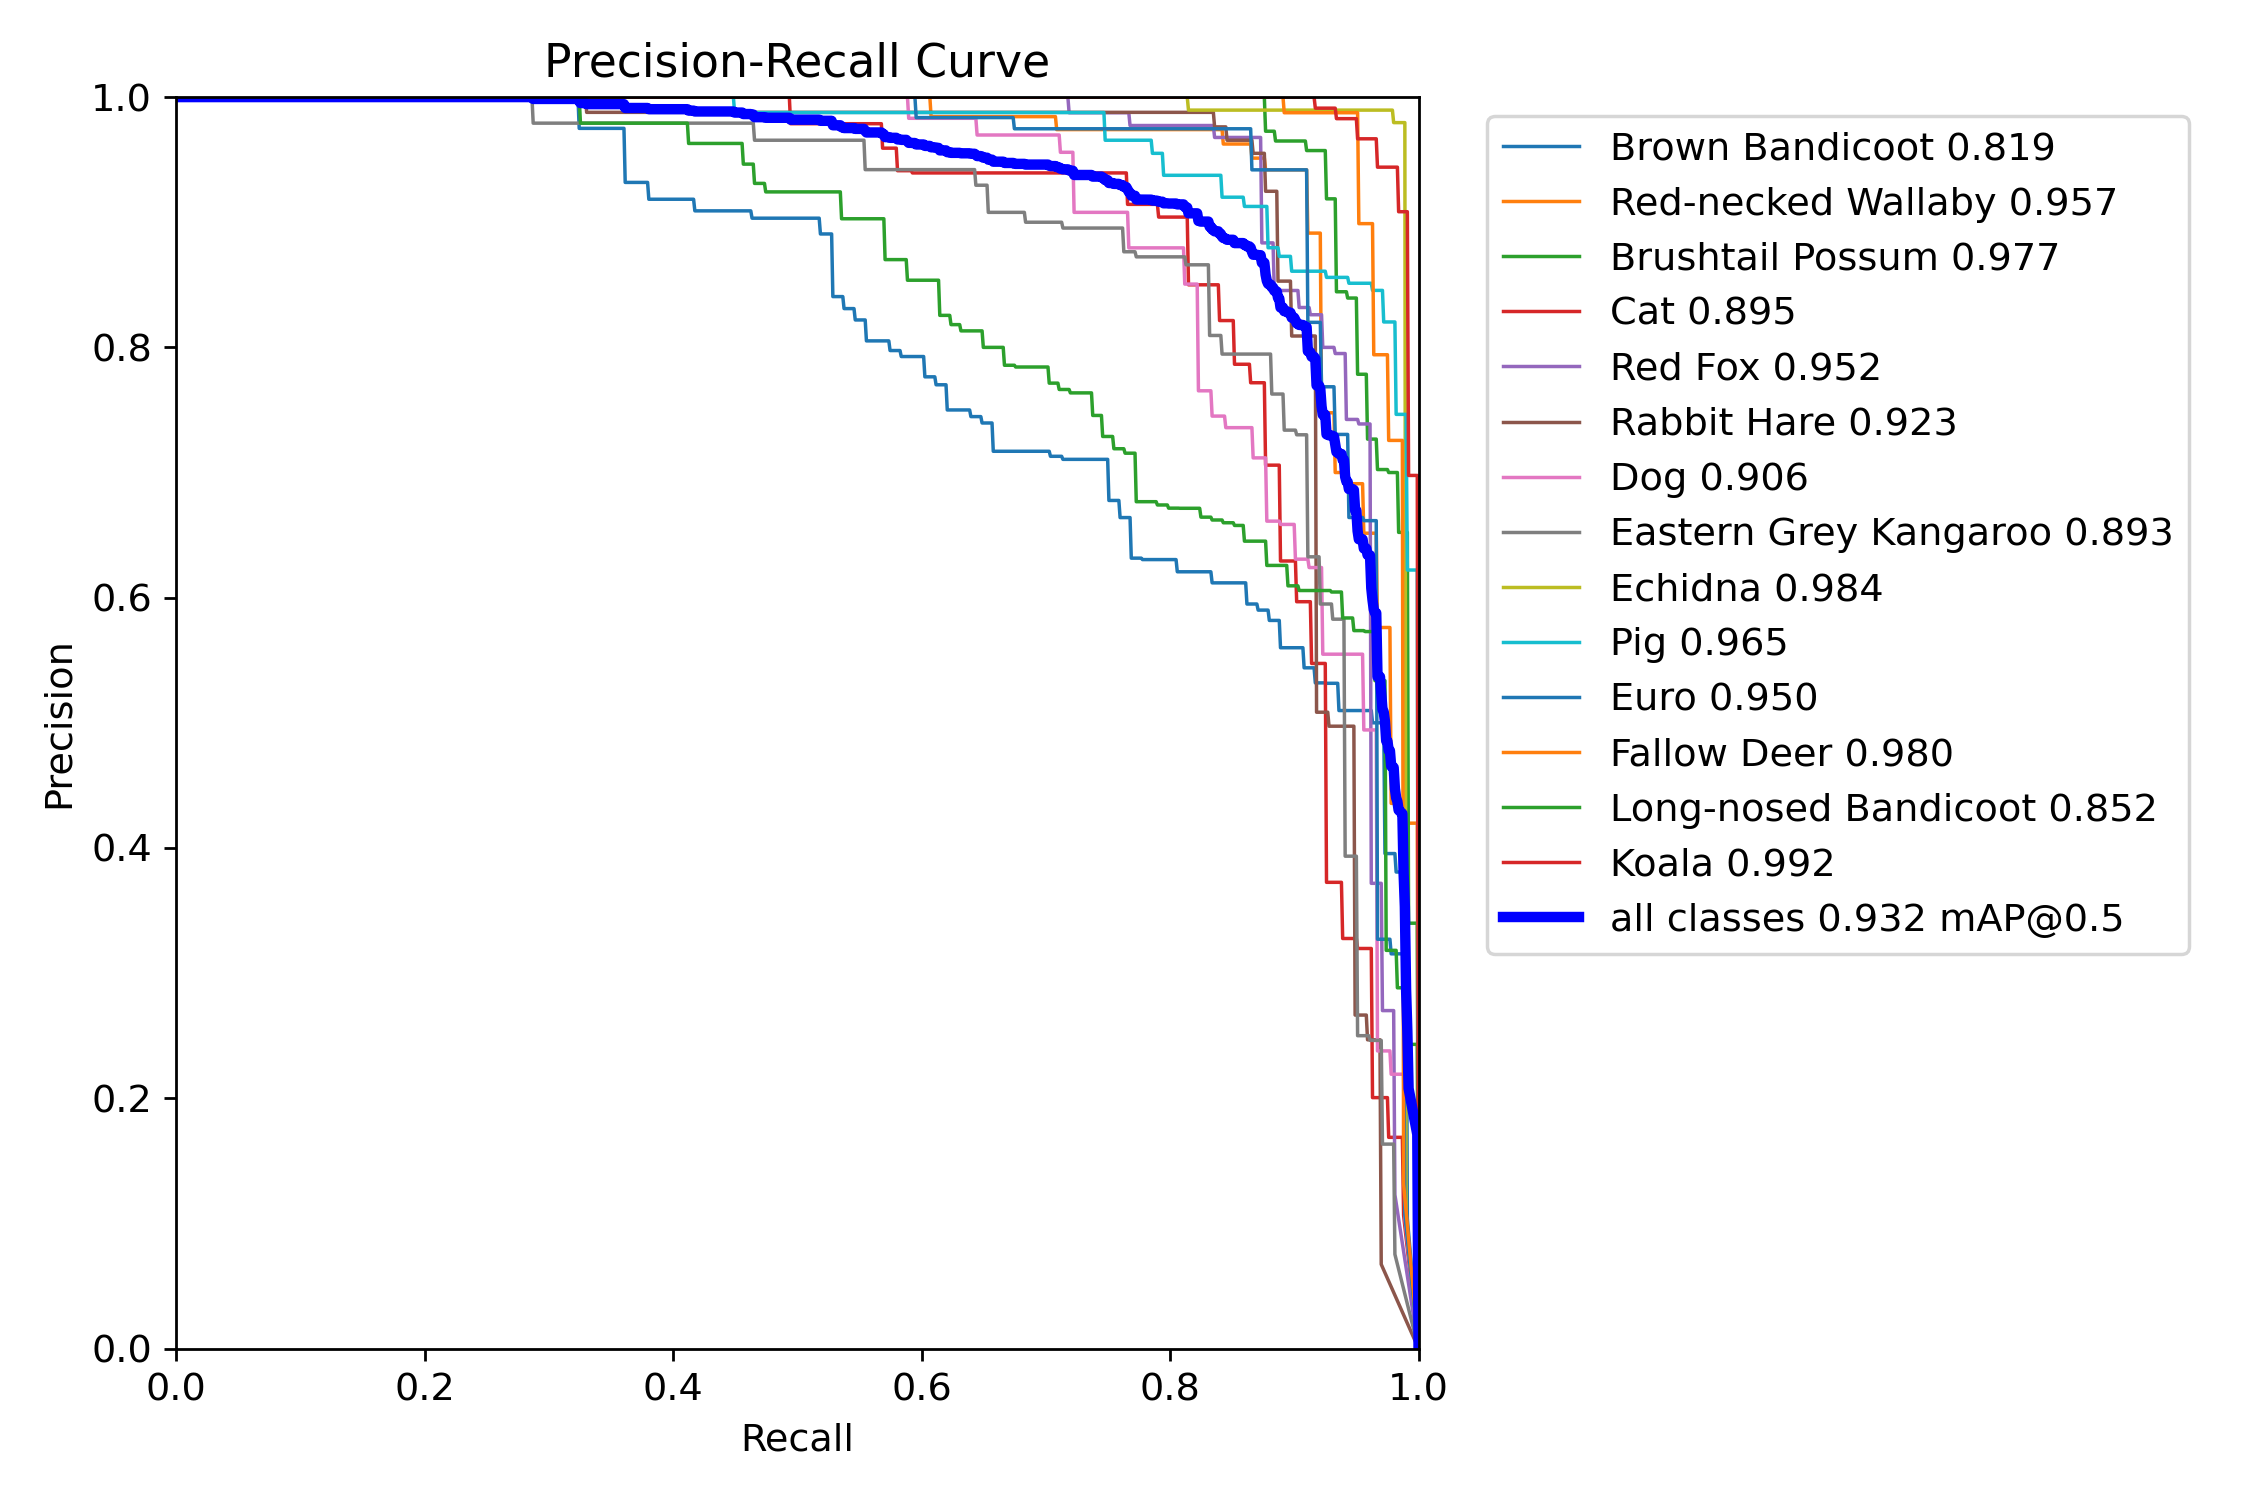 Precision-Recall Curve
1.0
0.8
0.6
0.4
0.2
0.0
Precision
0.0 0.2 0.4 0.6 0.8 1.0
Recall
Brown Bandicoot 0.819
Red-necked Wallaby 0.957
Brushtail Possum 0.977
Cat 0.895
Red Fox 0.952
Rabbit Hare 0.923
Dog 0.906
Eastern Grey Kangaroo 0.893
Echidna 0.984
Pig 0.965
Euro 0.950
Fallow Deer 0.980
Long-nosed Bandicoot 0.852
Koala 0.992
all classes 0.932 mAP@0.5